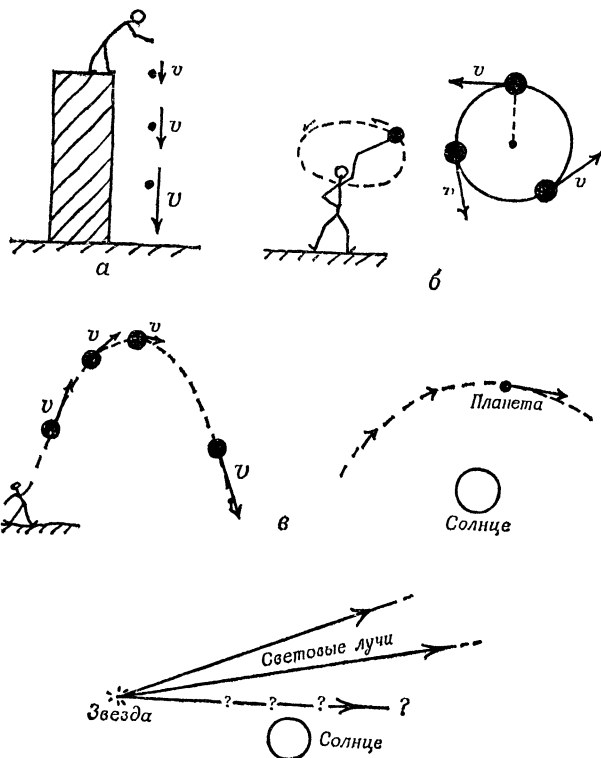 v
v
v
а
v
v
v
б
v
v
v
v
в
Планета
Солнце
Световые лучи
? ? ? ?
Звезда
Солнце